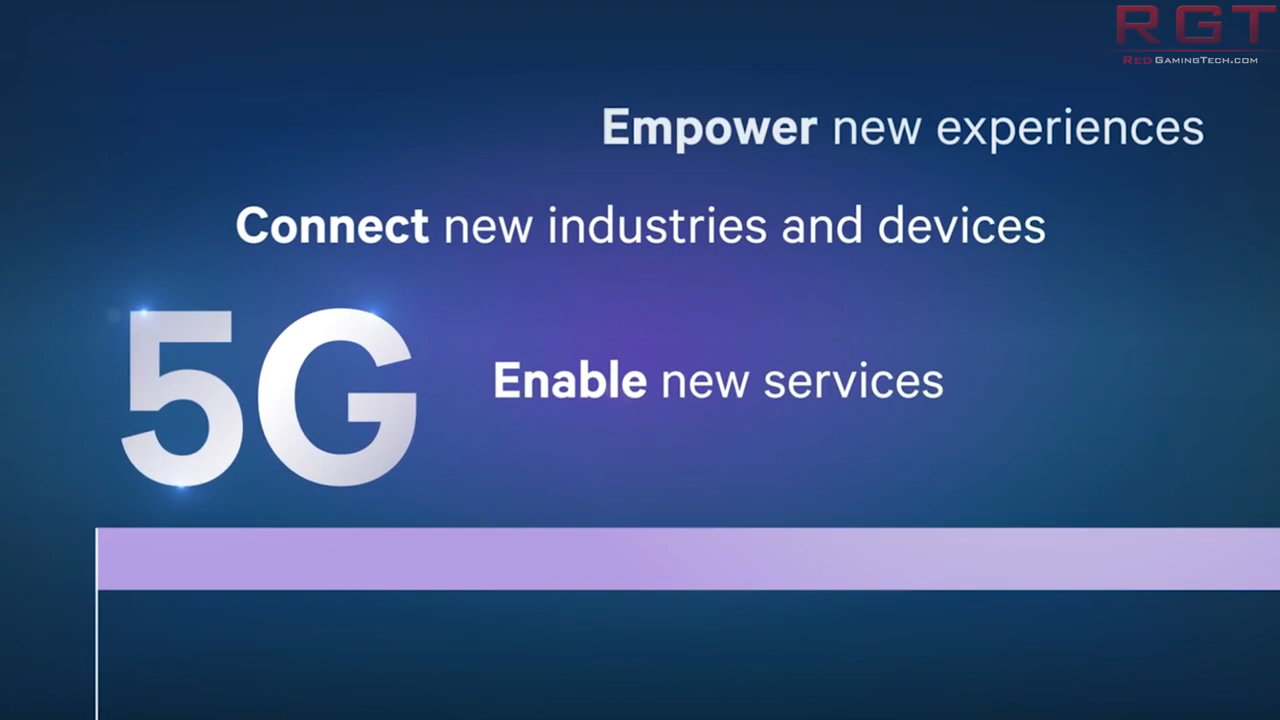 RGT
RedGamingTech.com
Empower new experiences
Connect new industries and devices
5G
Enable new services